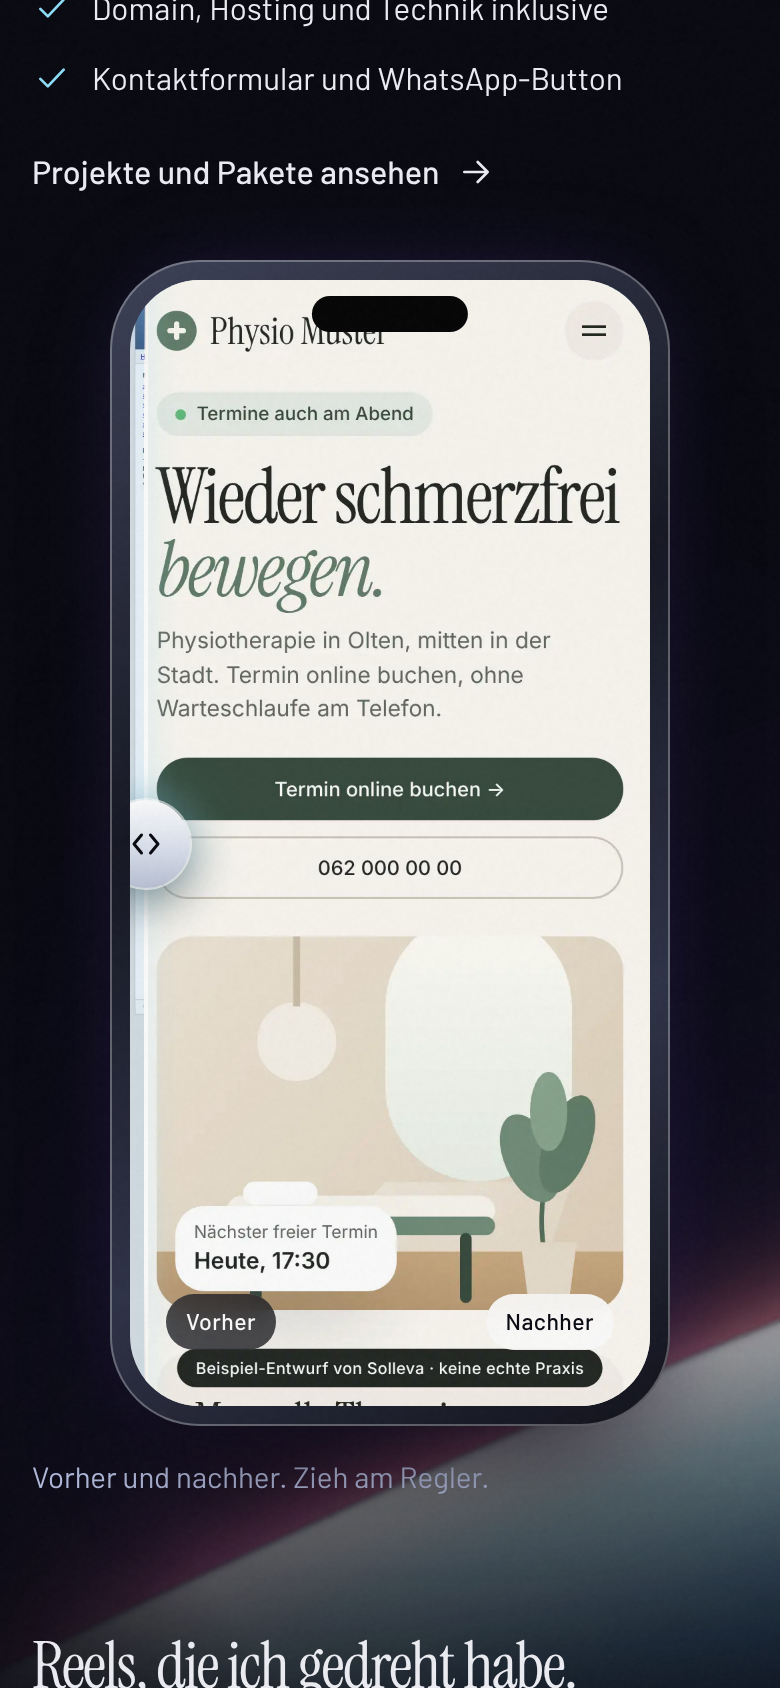 Domain, Hosting und Technik inklusive
Kontaktformular und WhatsApp-Button
Projekte und Pakete ansehen →
Physio Muster
Termine auch am Abend
Wieder schmerzfrei
bewegen.
Physiotherapie in Olten, mitten in der
Stadt. Termin online buchen, ohne
Warteschlaufe am Telefon.
Termin online buchen →
062 000 00 00
Nächster freier Termin
Heute, 17:30
Vorher
Nachher
Beispiel-Entwurf von Solleva · keine echte Praxis
Vorher und nachher. Zieh am Regler.
Reels, die ich gedreht habe.